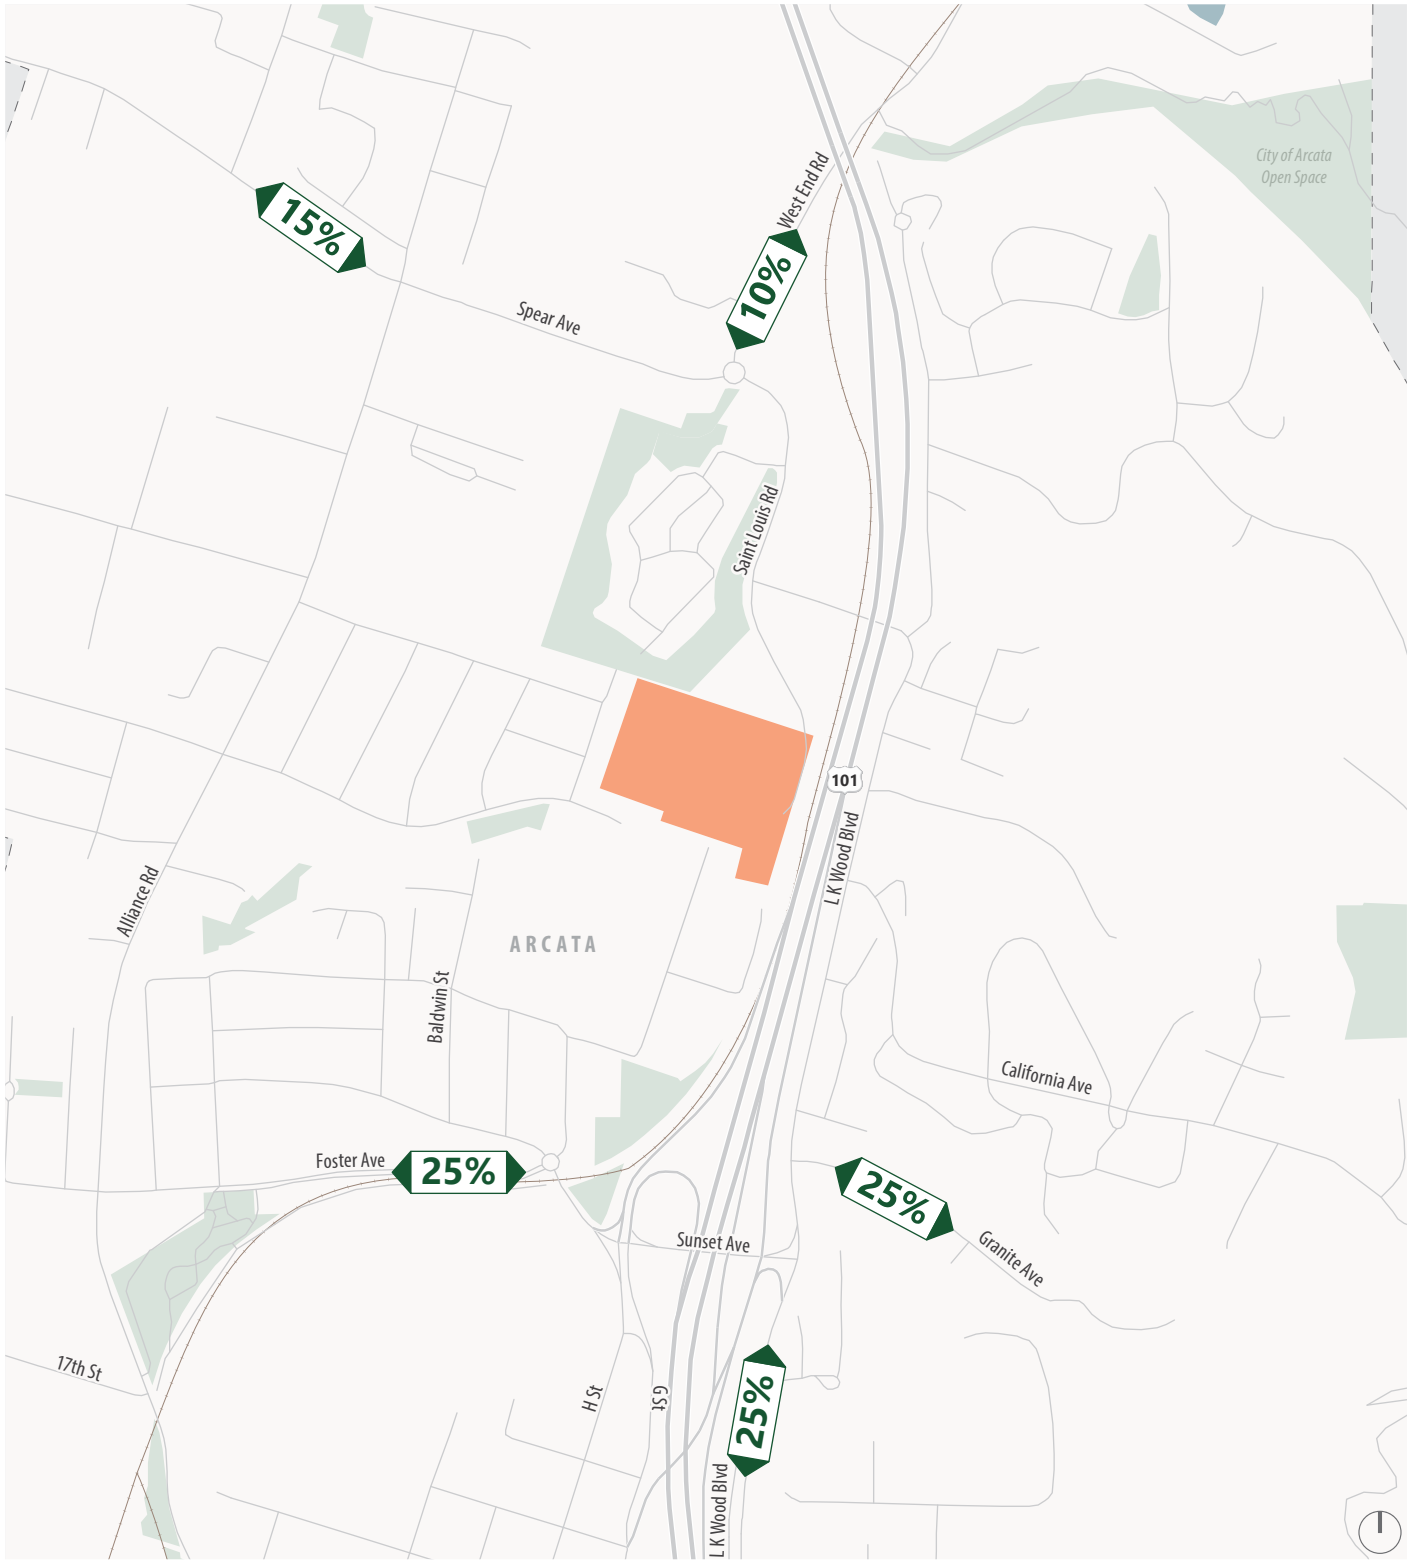 City of Arcata
Open Space
West End Rd
15%
10%
Spear Ave
Saint Louis Rd
101
L K Wood Blvd
Alliance Rd
ARCATA
Baldwin St
California Ave
Foster Ave
25%
25%
Sunset Ave
Granite Ave
17th St
H St
G St
25%
L K Wood Blvd